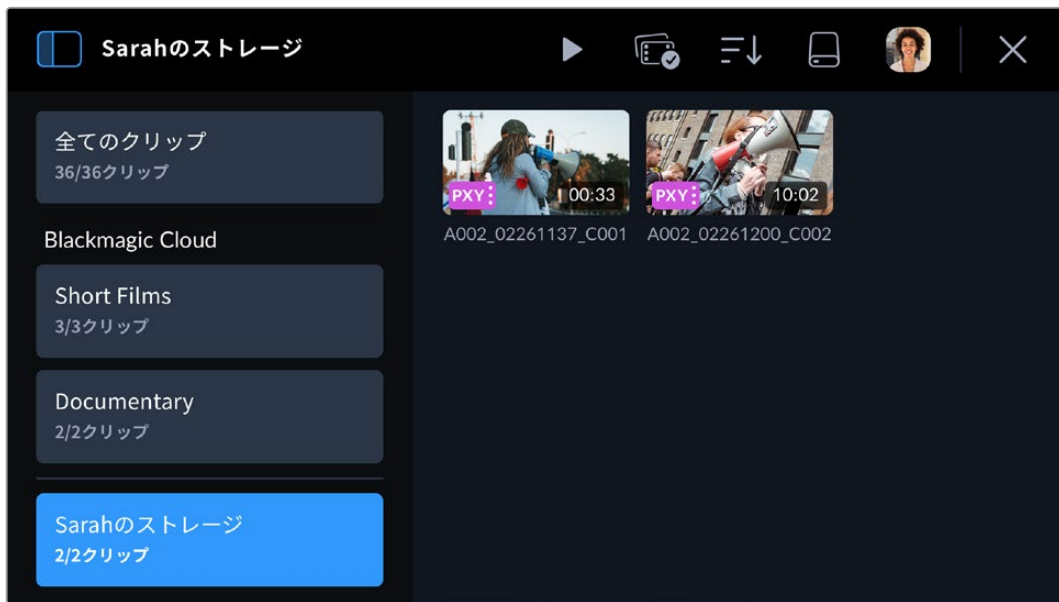 Sarahのストレージ
全てのクリップ
36/36クリップ
Blackmagic Cloud
Short Films
3/3クリップ
Documentary
2/2クリップ
Sarahのストレージ
2/2クリップ
PXY 00:33
A002_02261137_C001
PXY 10:02
A002_02261200_C002